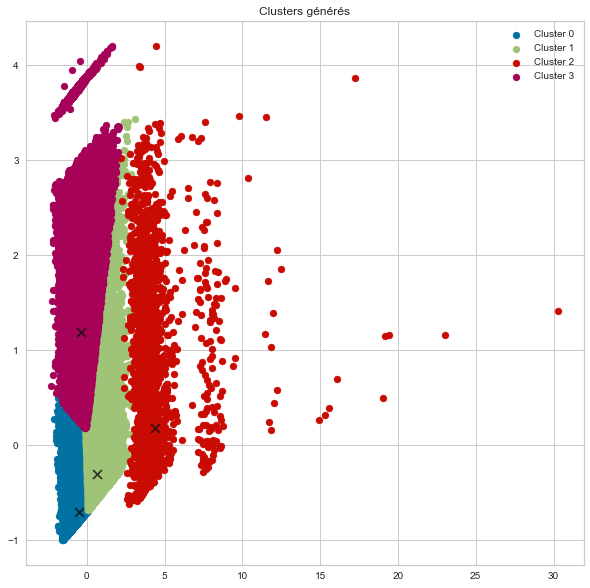 Clusters générés
Cluster 0
Cluster 1
Cluster 2
Cluster 3
4
3
2
1
0
−1
0 5 10 15 20 25 30